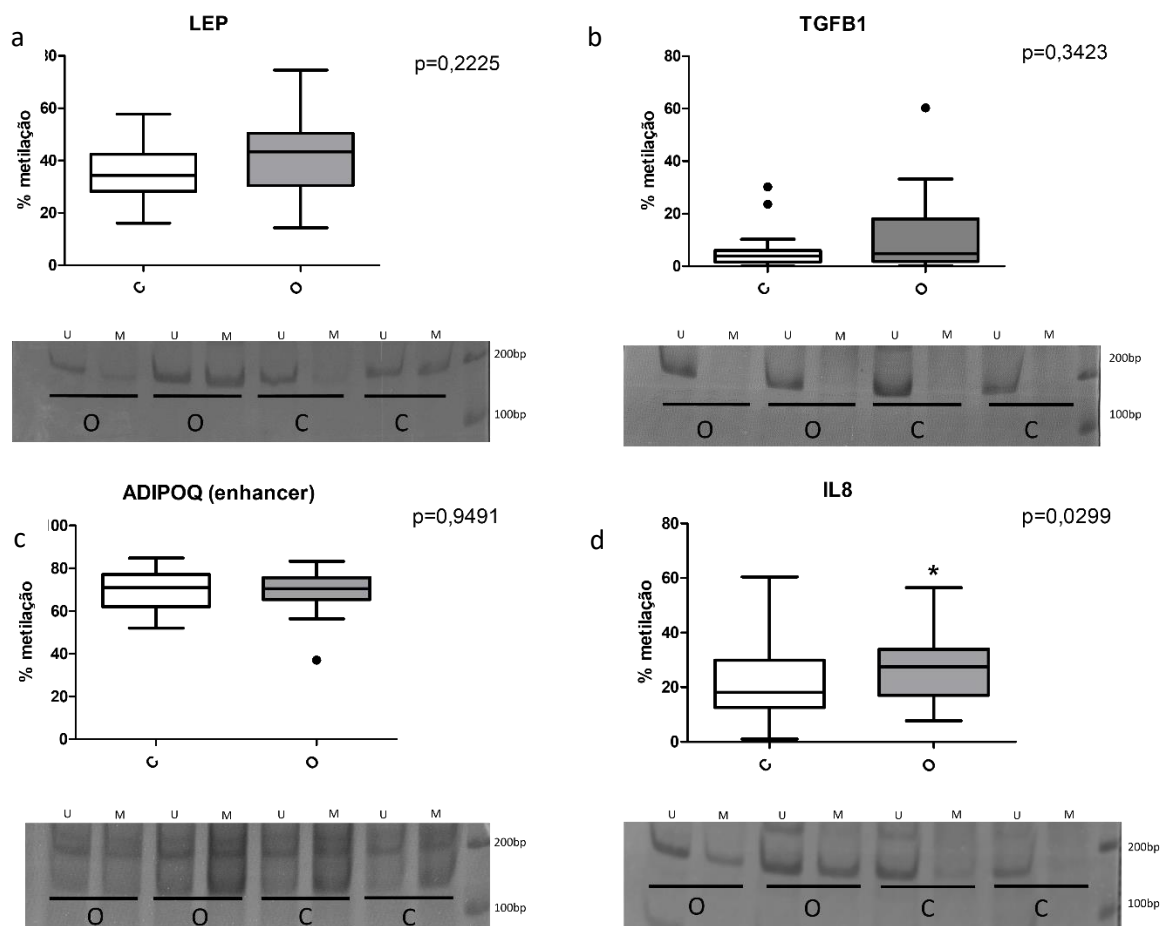 a
LEP
p=0,2225
% metilação
80
60
40
20
0
C
O
U M U M U M U M
200bp
100bp
O O C C
b
TGFB1
p=0,3423
% metilação
80
60
40
20
0
C
O
U M U M U M U M
200bp
100bp
O O C C
c
ADIPOQ (enhancer)
p=0,9491
% metilação
100
80
60
40
20
0
C
O
U M U M U M U M
200bp
100bp
O O C C
d
IL8
p=0,0299
% metilação
80
60
40
20
0
*
C
O
U M U M U M U M
200bp
100bp
O O C C